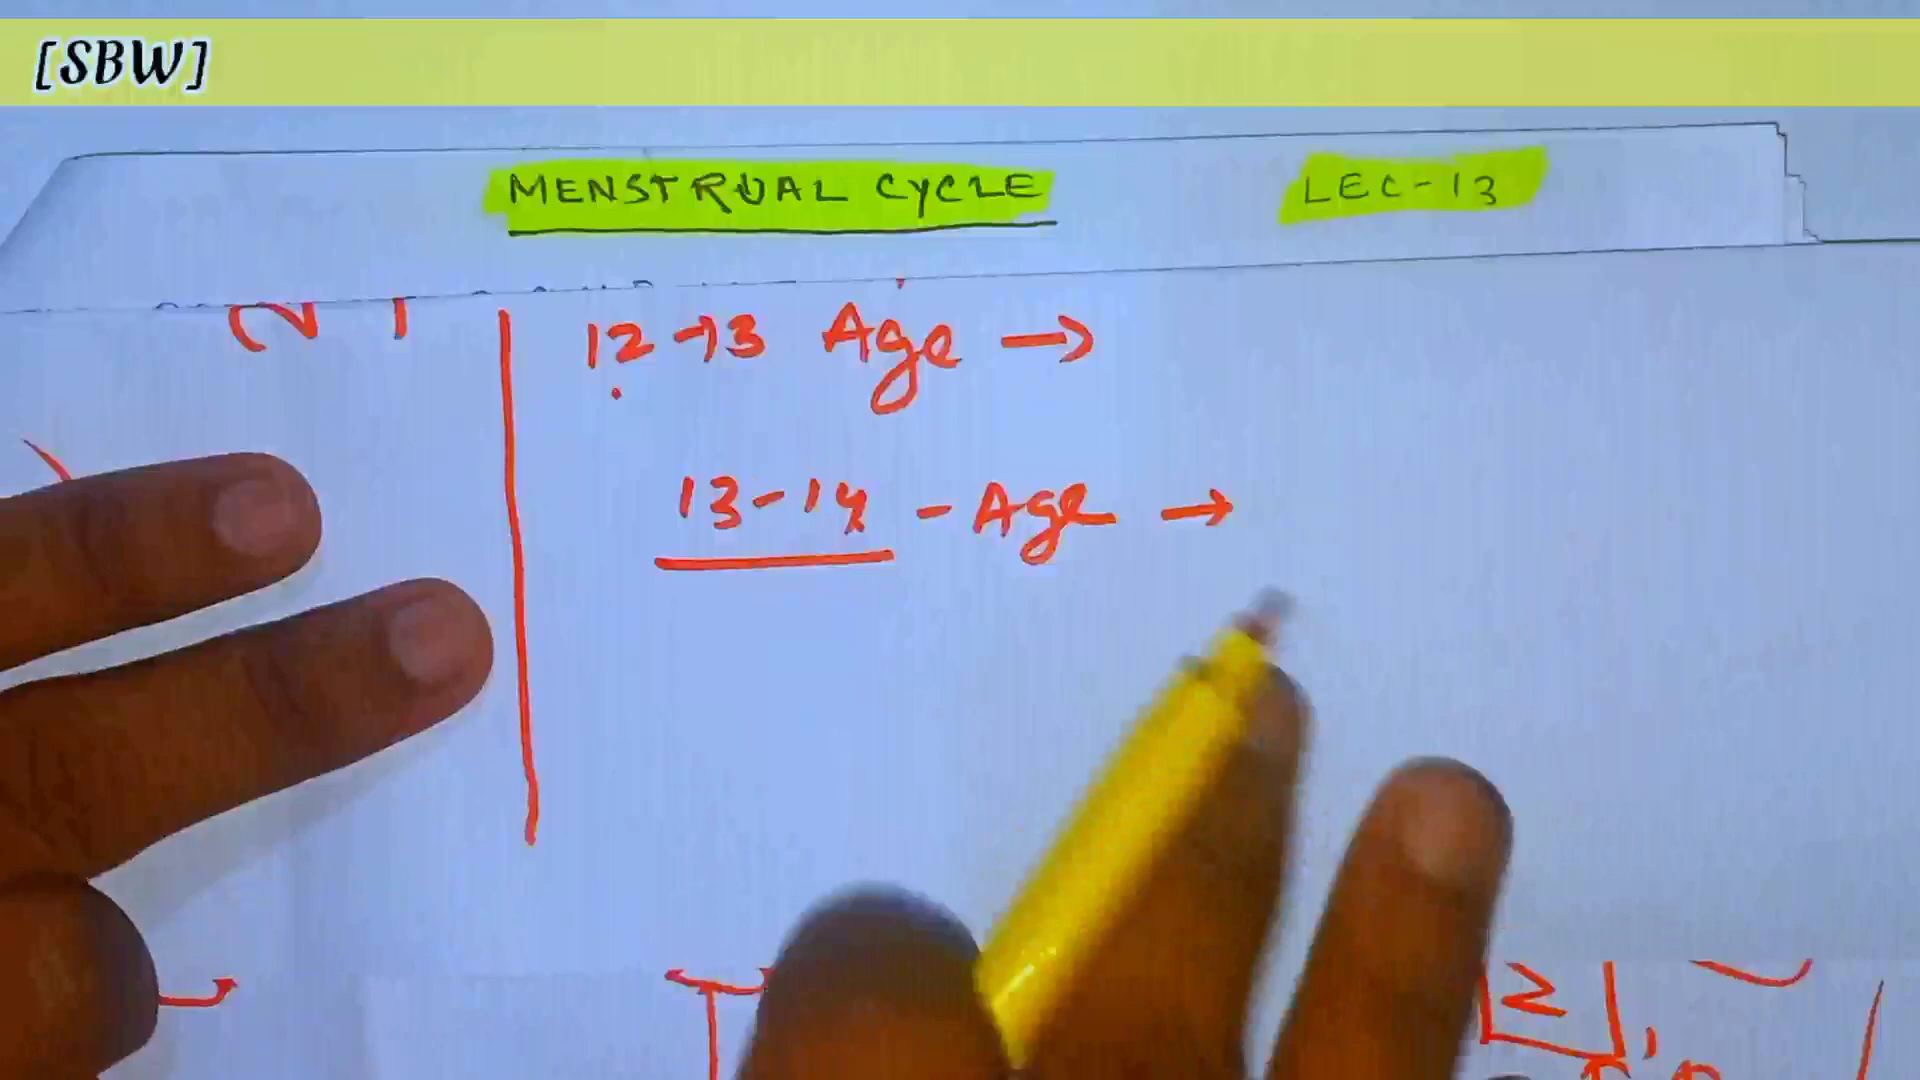 [SBW]
MENSTRUAL CYCLE LEC-13
12-13 Age →
13-14 - Age →